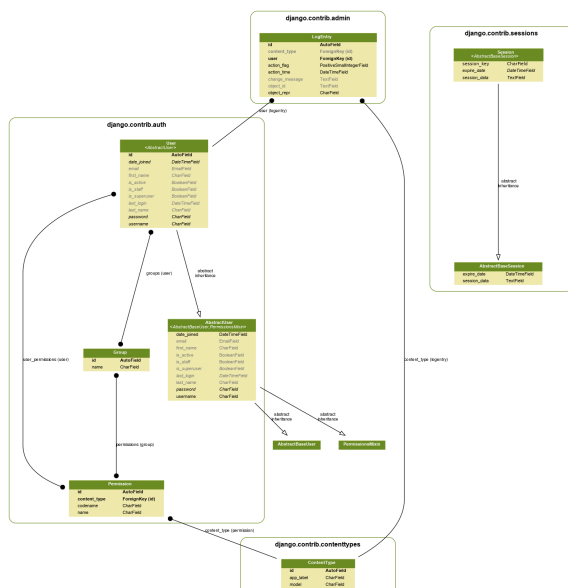 django.contrib.admin
LogEntry
id AutoField
content_type ForeignKey (id)
user ForeignKey (id)
action_flag PositiveSmallIntegerField
action_time DateTimeField
change_message TextField
object_id TextField
object_repr CharField
django.contrib.sessions
Session
<AbstractBaseSession>
session_key CharField
expire_date DateTimeField
session_data TextField
abstract
inheritance
AbstractBaseSession
expire_date DateTimeField
session_data TextField
user (logentry)
django.contrib.auth
User
<AbstractUser>
id AutoField
date_joined DateTimeField
email EmailField
first_name CharField
is_active BooleanField
is_staff BooleanField
is_superuser BooleanField
last_login DateTimeField
last_name CharField
password CharField
username CharField
groups (user)
abstract
inheritance
AbstractUser
<AbstractBaseUser,PermissionsMixin>
date_joined DateTimeField
email EmailField
first_name CharField
is_active BooleanField
is_staff BooleanField
is_superuser BooleanField
last_login DateTimeField
last_name CharField
password CharField
username CharField
user_permissions (user)
Group
id AutoField
name CharField
content_type (logentry)
abstract
inheritance
abstract
inheritance
AbstractBaseUser
PermissionsMixin
permissions (group)
Permission
id AutoField
content_type ForeignKey (id)
codename CharField
name CharField
content_type (permission)
django.contrib.contenttypes
ContentType
id AutoField
app_label CharField
model CharField